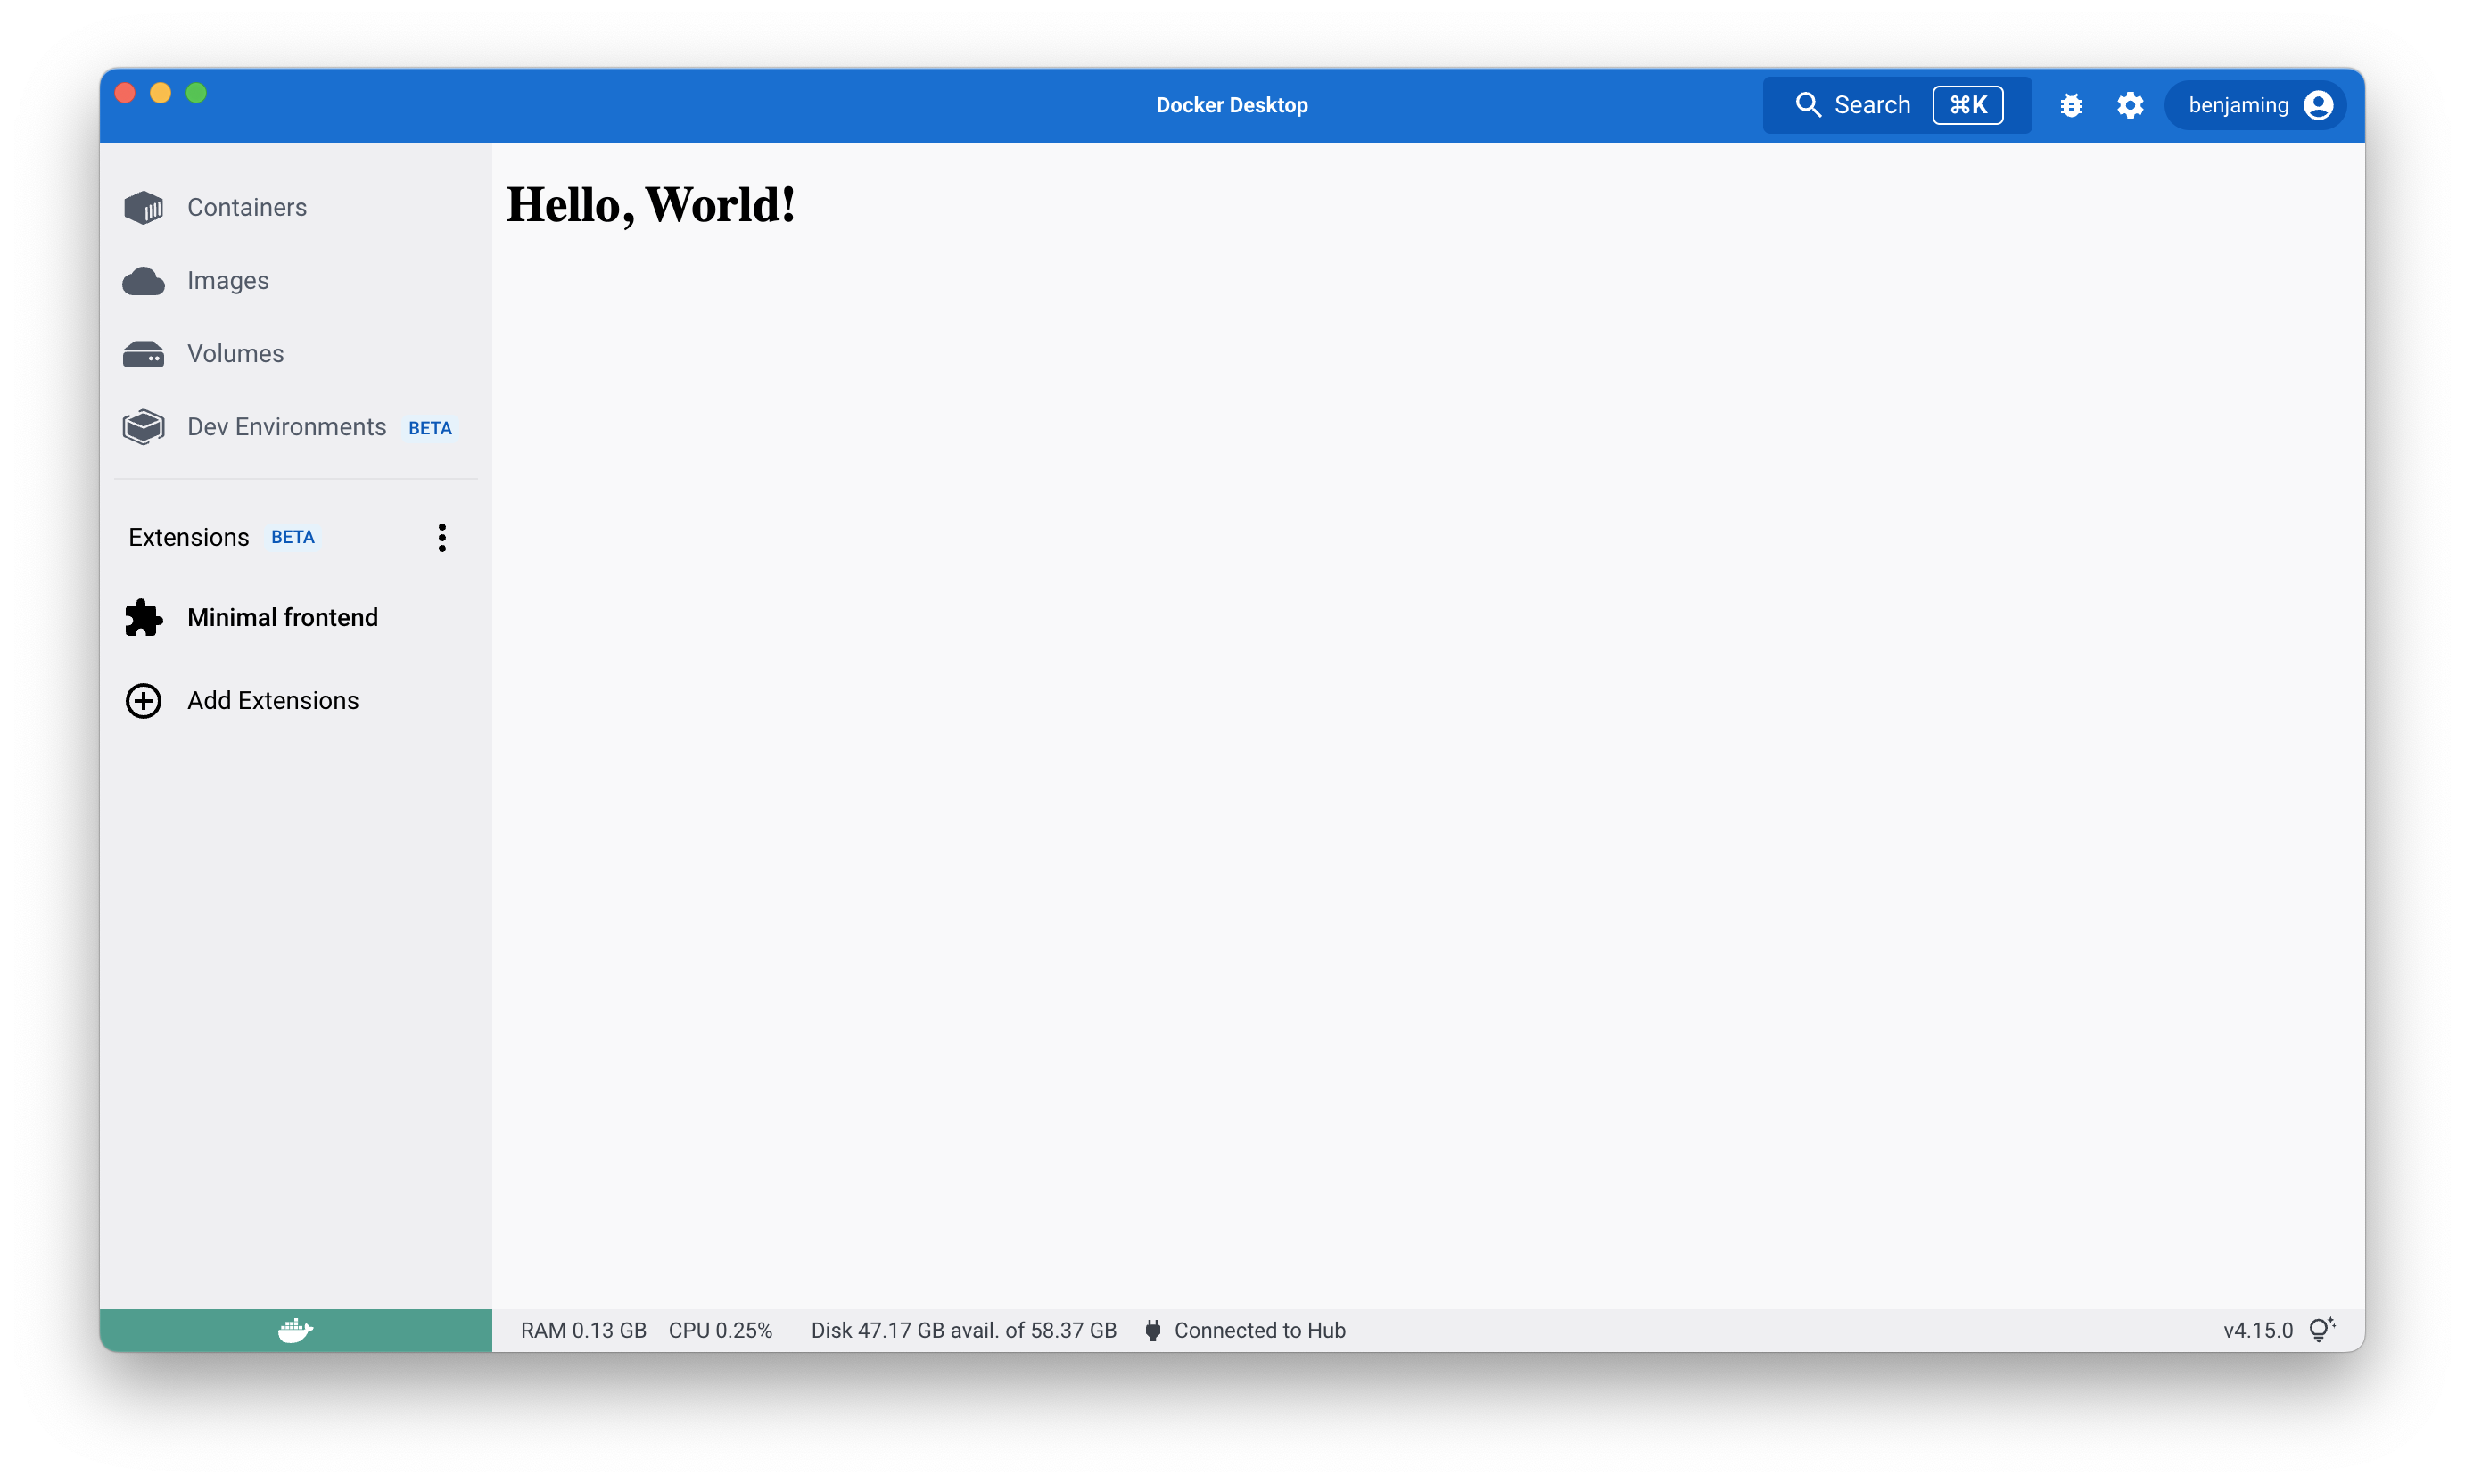 Docker Desktop
Search ⌘K
benjaming
Containers
Images
Volumes
Dev Environments BETA
Extensions BETA
Minimal frontend
Add Extensions
Hello, World!
RAM 0.13 GB CPU 0.25% Disk 47.17 GB avail. of 58.37 GB Connected to Hub
v4.15.0